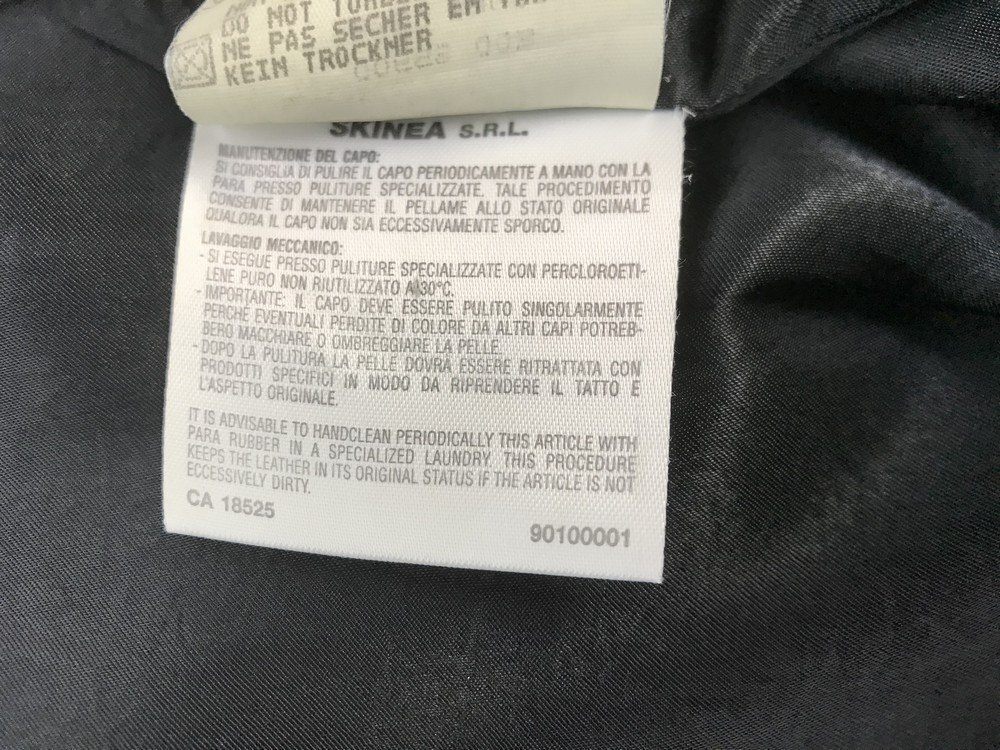 DO NOT
NE PAS SECHER EN
KEIN TROCKNER
SKINEA S.R.L.
MANUTENZIONE DEL CAPO:
SI CONSIGLIA DI PULIRE IL CAPO PERIODICAMENTE A MANO CON LA
PARA PRESSO PULITURE SPECIALIZZATE. TALE PROCEDIMENTO
CONSENTE DI MANTENERE IL PELLAME ALLO STATO ORIGINALE
QUALORA IL CAPO NON SIA ECCESSIVAMENTE SPORCO.
LAVAGGIO MECCANICO:
- SI ESEGUE PRESSO PULITURE SPECIALIZZATE CON PERCLOROETI-
LENE PURO NON RIUTILIZZATO A 30°C.
- IMPORTANTE: IL CAPO DEVE ESSERE PULITO SINGOLARMENTE
PERCHÉ EVENTUALI PERDITE DI COLORE DA ALTRI CAPI POTREB-
BERO MACCHIARE O OMBREGGIARE LA PELLE.
- DOPO LA PULITURA LA PELLE DOVRÀ ESSERE RITRATTATA CON
PRODOTTI SPECIFICI IN MODO DA RIPRENDERE IL TATTO E
L'ASPETTO ORIGINALE.
IT IS ADVISABLE TO HANDCLEAN PERIODICALLY THIS ARTICLE WITH
PARA RUBBER IN A SPECIALIZED LAUNDRY. THIS PROCEDURE
KEEPS THE LEATHER IN ITS ORIGINAL STATUS IF THE ARTICLE IS NOT
ECCESSIVELY DIRTY.
CA 18525
90100001